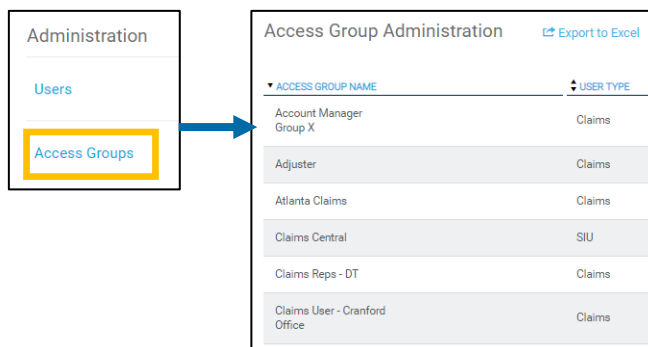 Administration
Users
Access Groups
Access Group Administration Export to Excel
ACCESS GROUP NAME USER TYPE
Account Manager
Group X Claims
Adjuster Claims
Atlanta Claims Claims
Claims Central SIU
Claims Reps - DT Claims
Claims User - Cranford
Office Claims